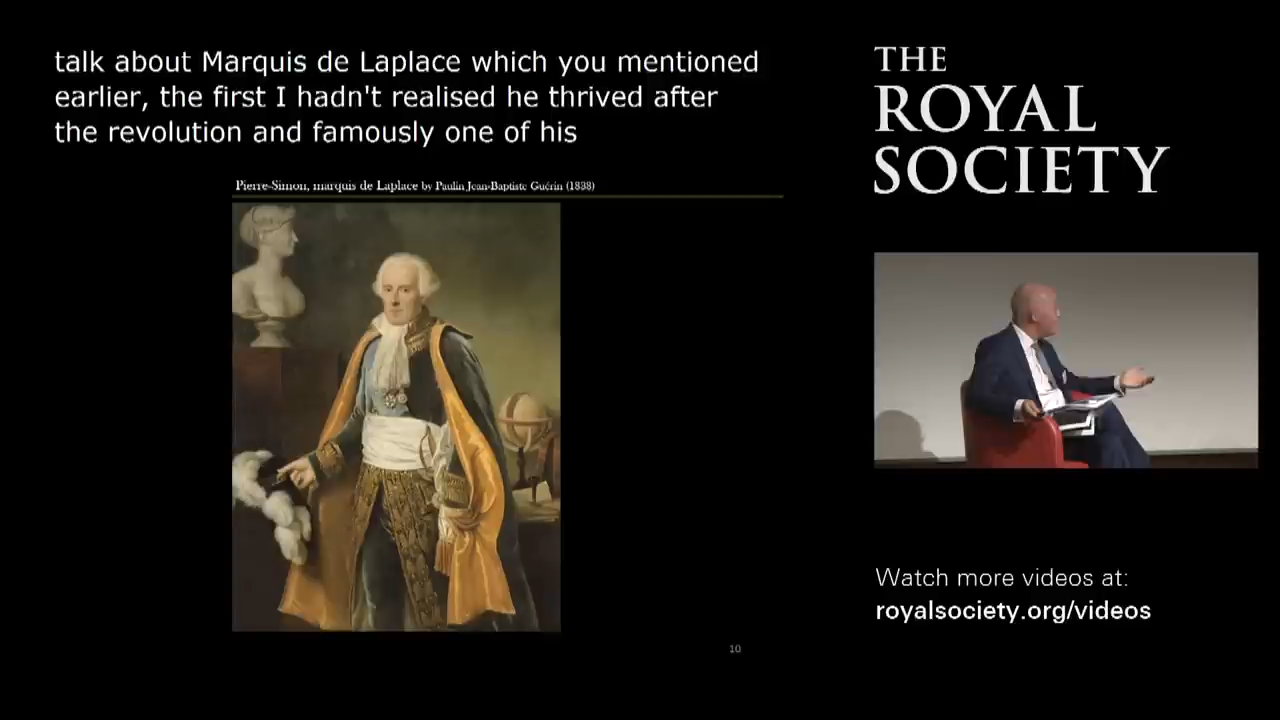 talk about Marquis de Laplace which you mentioned
earlier, the first I hadn't realised he thrived after
the revolution and famously one of his
Pierre-Simon, marquis de Laplace by Paulin Jean-Baptiste Guérin (1838)
10
THE
ROYAL
SOCIETY
Watch more videos at:
royalsociety.org/videos